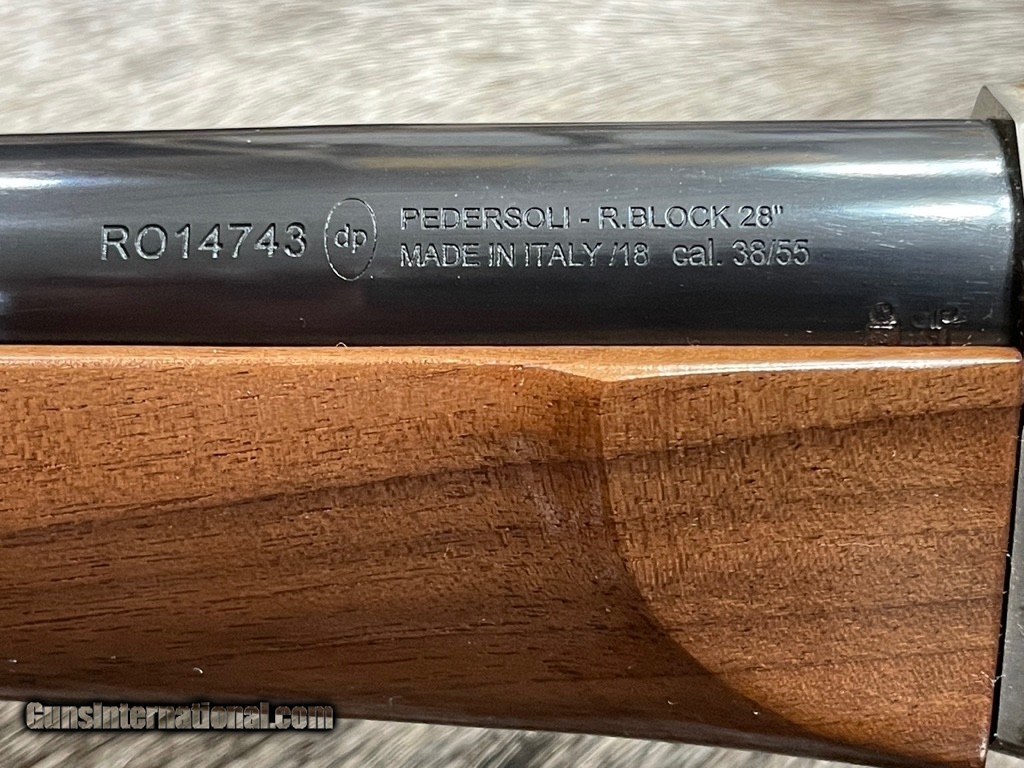 RO14743 dp PEDERSOLI - R.BLOCK 28"
MADE IN ITALY /18 cal. 38/55
GunsInternational.com